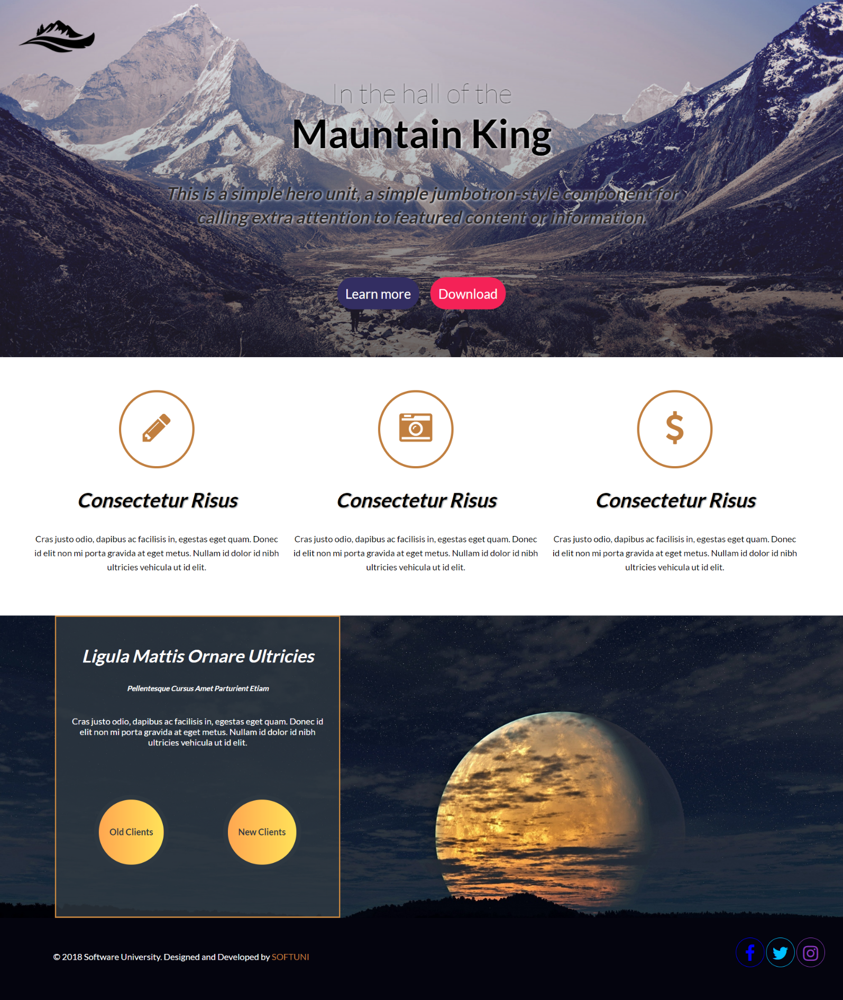 In the hall of the
Mauntain King
This is a simple hero unit, a simple jumbotron-style component for
calling extra attention to featured content or information.
Learn more
Download
Consectetur Risus
Cras justo odio, dapibus ac facilisis in, egestas eget quam. Donec
id elit non mi porta gravida at eget metus. Nullam id dolor id nibh
ultricies vehicula ut id elit.
Consectetur Risus
Cras justo odio, dapibus ac facilisis in, egestas eget quam. Donec
id elit non mi porta gravida at eget metus. Nullam id dolor id nibh
ultricies vehicula ut id elit.
Consectetur Risus
Cras justo odio, dapibus ac facilisis in, egestas eget quam. Donec
id elit non mi porta gravida at eget metus. Nullam id dolor id nibh
ultricies vehicula ut id elit.
Ligula Mattis Ornare Ultricies
Pellentesque Cursus Amet Parturient Etiam
Cras justo odio, dapibus ac facilisis in, egestas eget quam. Donec id
elit non mi porta gravida at eget metus. Nullam id dolor id nibh
ultricies vehicula ut id elit.
Old Clients
New Clients
© 2018 Software University. Designed and Developed by SOFTUNI